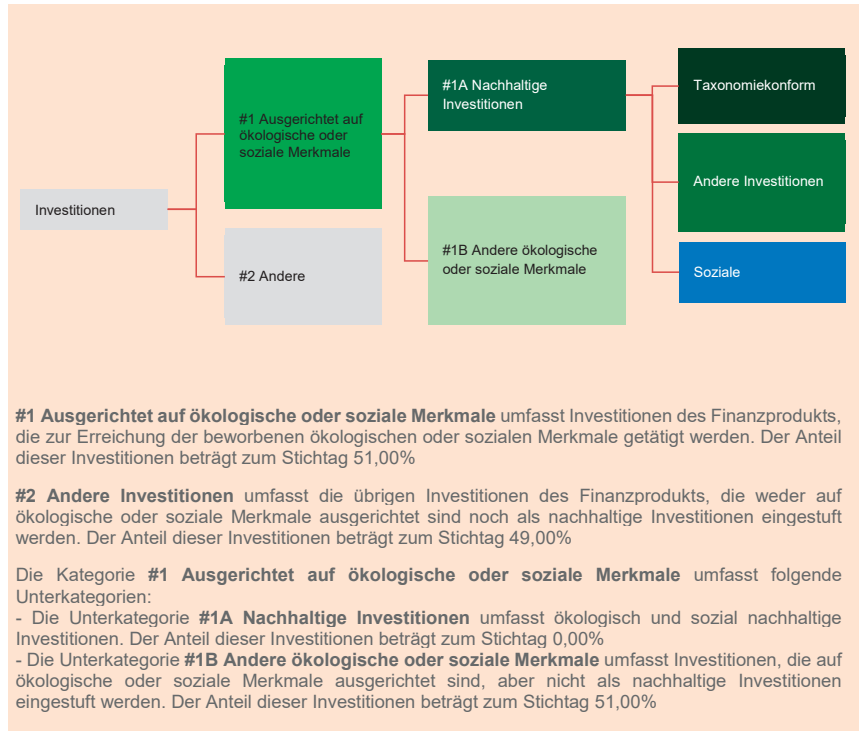 Investitionen
#1 Ausgerichtet auf
ökologische oder
soziale Merkmale
#2 Andere
#1A Nachhaltige
Investitionen
#1B Andere ökologische
oder soziale Merkmale
Taxonomiekonform
Andere Investitionen
Soziale
#1 Ausgerichtet auf ökologische oder soziale Merkmale umfasst Investitionen des Finanzprodukts,
die zur Erreichung der beworbenen ökologischen oder sozialen Merkmale getätigt werden. Der Anteil
dieser Investitionen beträgt zum Stichtag 51,00%
#2 Andere Investitionen umfasst die übrigen Investitionen des Finanzprodukts, die weder auf
ökologische oder soziale Merkmale ausgerichtet sind noch als nachhaltige Investitionen eingestuft
werden. Der Anteil dieser Investitionen beträgt zum Stichtag 49,00%
Die Kategorie #1 Ausgerichtet auf ökologische oder soziale Merkmale umfasst folgende
Unterkategorien:
- Die Unterkategorie #1A Nachhaltige Investitionen umfasst ökologisch und sozial nachhaltige
Investitionen. Der Anteil dieser Investitionen beträgt zum Stichtag 0,00%
- Die Unterkategorie #1B Andere ökologische oder soziale Merkmale umfasst Investitionen, die auf
ökologische oder soziale Merkmale ausgerichtet sind, aber nicht als nachhaltige Investitionen
eingestuft werden. Der Anteil dieser Investitionen beträgt zum Stichtag 51,00%